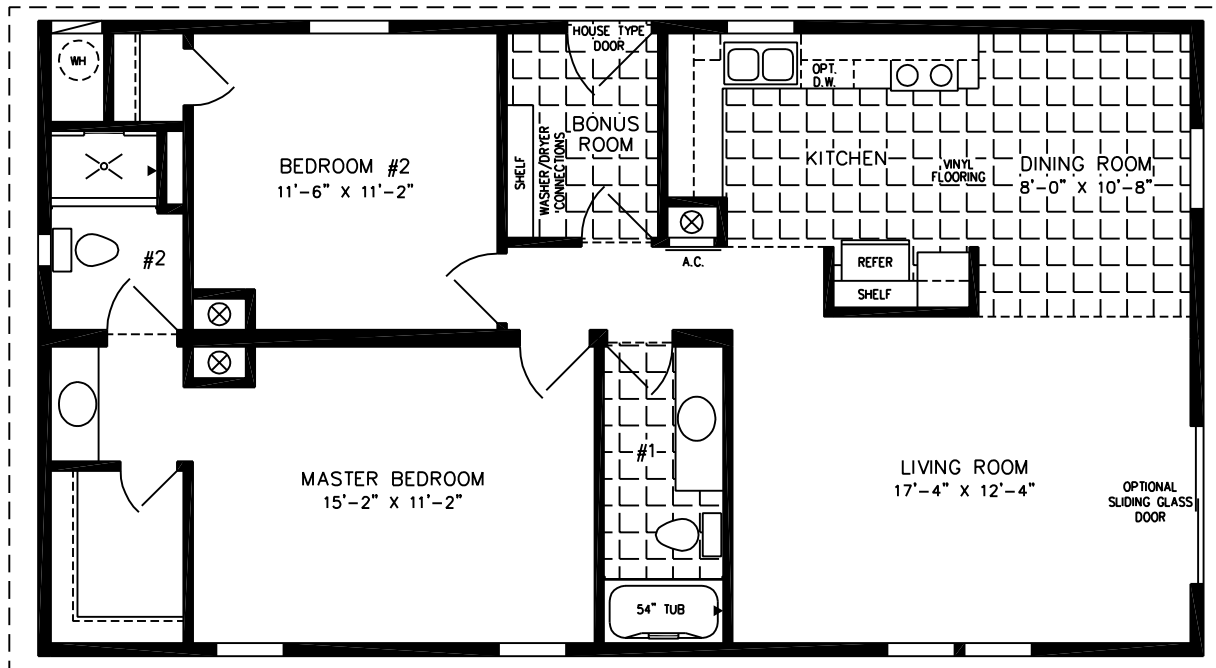 HOUSE TYPE
DOOR
WH
OPT.
D.W.
BONUS
ROOM
SHELF
WASHER/DRYER
CONNECTIONS
BEDROOM #2
11'-6" X 11'-2"
KITCHEN
VINYL
FLOORING
DINING ROOM
8'-0" X 10'-8"
#2
A.C.
REFER
SHELF
#1
MASTER BEDROOM
15'-2" X 11'-2"
LIVING ROOM
17'-4" X 12'-4"
OPTIONAL
SLIDING GLASS
DOOR
54" TUB